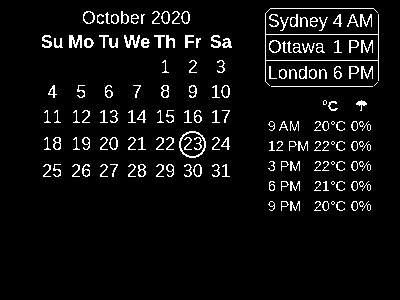 October 2020
Su Mo Tu We Th Fr Sa
1 2 3
4 5 6 7 8 9 10
11 12 13 14 15 16 17
18 19 20 21 22 23 24
25 26 27 28 29 30 31
Sydney 4 AM
Ottawa 1 PM
London 6 PM
°C ☂
9 AM 20°C 0%
12 PM 22°C 0%
3 PM 22°C 0%
6 PM 21°C 0%
9 PM 20°C 0%